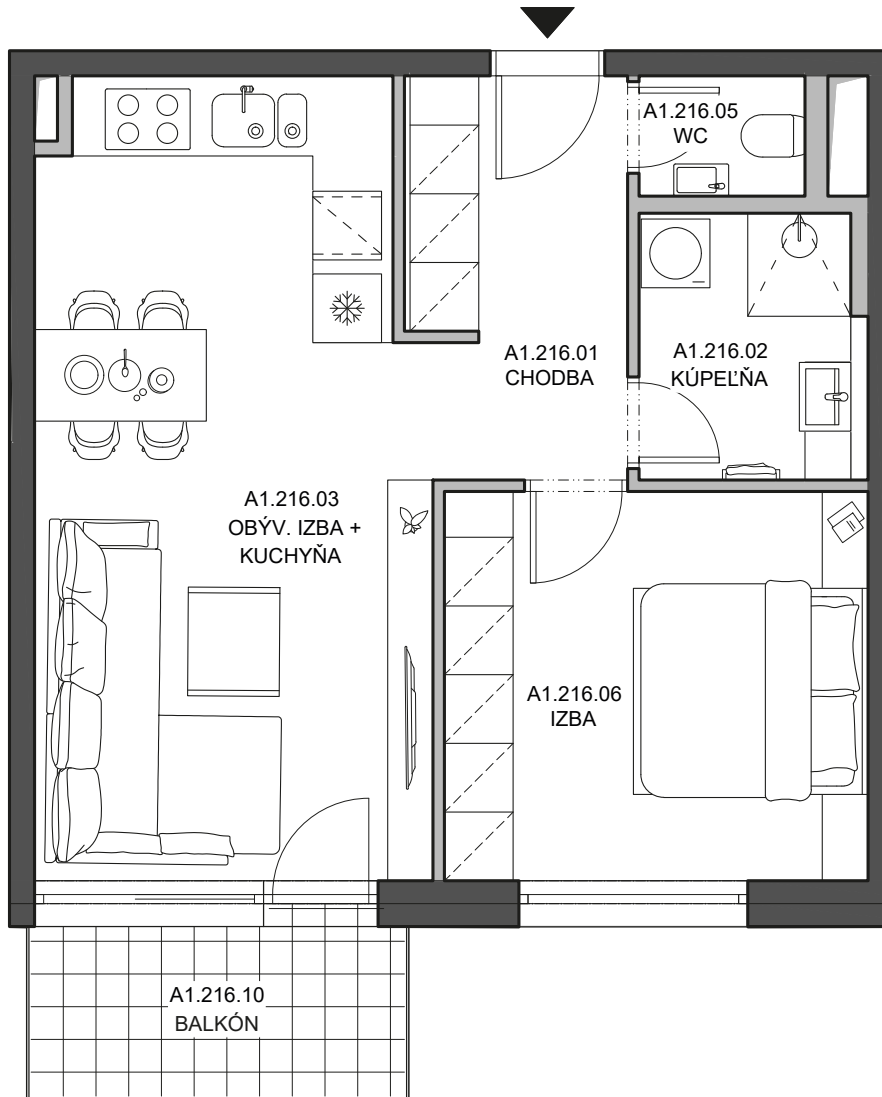 A1.216.05
WC
A1.216.01
CHODBA
A1.216.02
KÚPEĽŇA
A1.216.03
OBÝV. IZBA +
KUCHYŇA
A1.216.06
IZBA
A1.216.10
BALKÓN